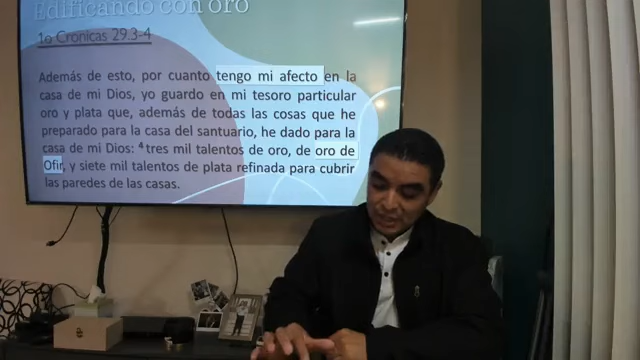 Edificando con oro
1o Crónicas 29.3-4
Además de esto, por cuanto tengo mi afecto en la
casa de mi Dios, yo guardo en mi tesoro particular
oro y plata que, además de todas las cosas que he
preparado para la casa del santuario, he dado para la
casa de mi Dios: 4 tres mil talentos de oro, de oro de
Ofir, y siete mil talentos de plata refinada para cubrir
las paredes de las casas.